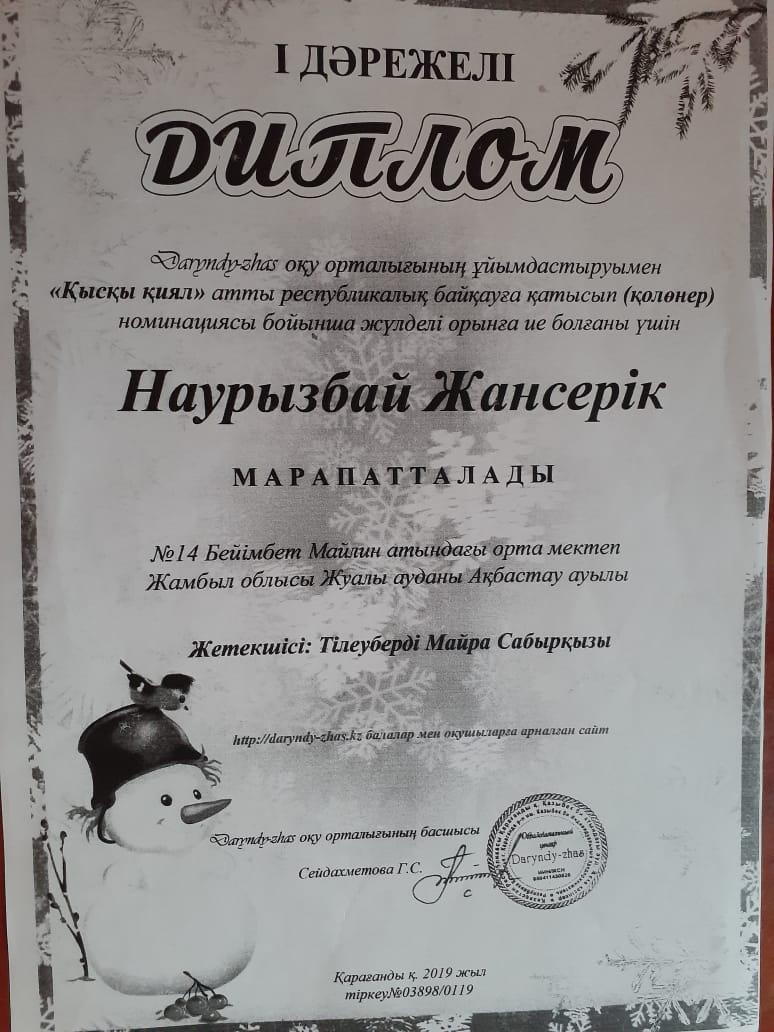 І ДӘРЕЖЕЛІ
ДИПЛОМ
Daryndy-zhas оқу орталығының ұйымдастыруымен
«Қысқы қиял» атты республикалық байқауға қатысып (қолөнер)
номинациясы бойынша жүлделі орынға ие болғаны үшін
Наурызбай Жансерік
МАРАПАТТАЛАДЫ
№14 Бейімбет Майлин атындағы орта мектеп
Жамбыл облысы Жуалы ауданы Ақбастау ауылы
Жетекшісі: Тілеуберді Майра Сабырқызы
http://daryndy-zhas.kz балалар мен оқушыларға арналған сайт
Daryndy-zhas оқу орталығының басшысы
Сейдахметова Г.С.
Образовательный
центр
Daryndy-zhas
Қарағанды қ. 2019 жыл
тіркеу№03898/0119